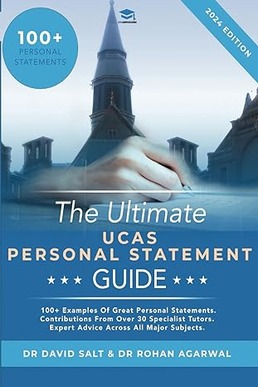 100+
PERSONAL
STATEMENTS
2024 EDITION
The Ultimate
UCAS
PERSONAL STATEMENT
GUIDE
100+ Examples Of Great Personal Statements.
Contributions From Over 30 Specialist Tutors.
Expert Advice Across All Major Subjects.
DR DAVID SALT & DR ROHAN AGARWAL